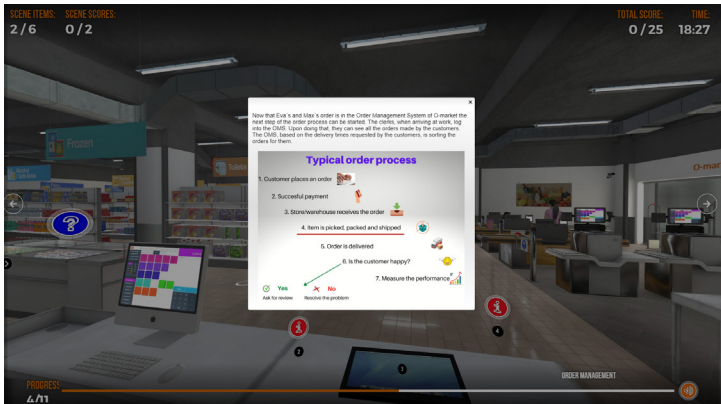 SCENE ITEMS:
2 / 6
SCENE SCORES:
0 / 2
TOTAL SCORE:
0 / 25
TIME:
18:27
Now that Eva`s and Max`s order is in the Order Management System of O-market the
next step of the order process can be started. The clerks, when arriving at work, log
into the OMS. Upon doing that, they can see all the orders made by the customers.
The OMS, based on the delivery times requested by the customers, is sorting the
orders for them.
Typical order process
1. Customer places an order
2. Succesful payment
3. Store/warehouse receives the order
4. Item is picked, packed and shipped
5. Order is delivered
6. Is the customer happy?
7. Measure the performance
Yes
No
Ask for review
Resolve the problem
Frozen
Toilets
O-mar
1
2
4
ORDER MANAGEMENT
PROGRESS
4/11